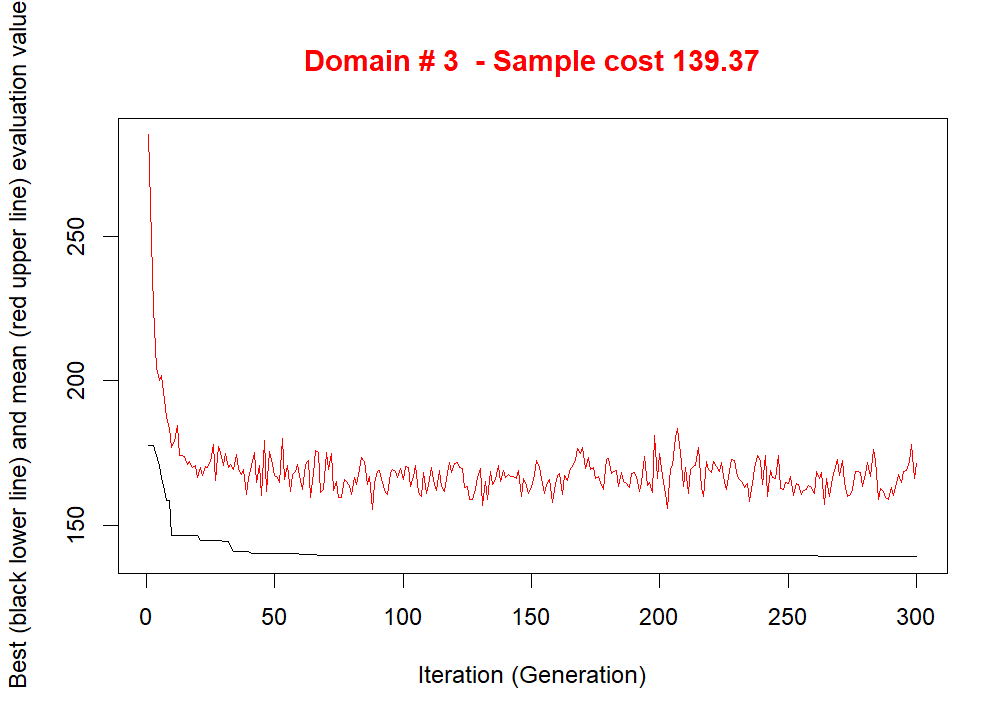 Domain # 3  - Sample cost 139.37
Best (black lower line) and mean (red upper line) evaluation value
250
200
150
0 50 100 150 200 250 300
Iteration (Generation)